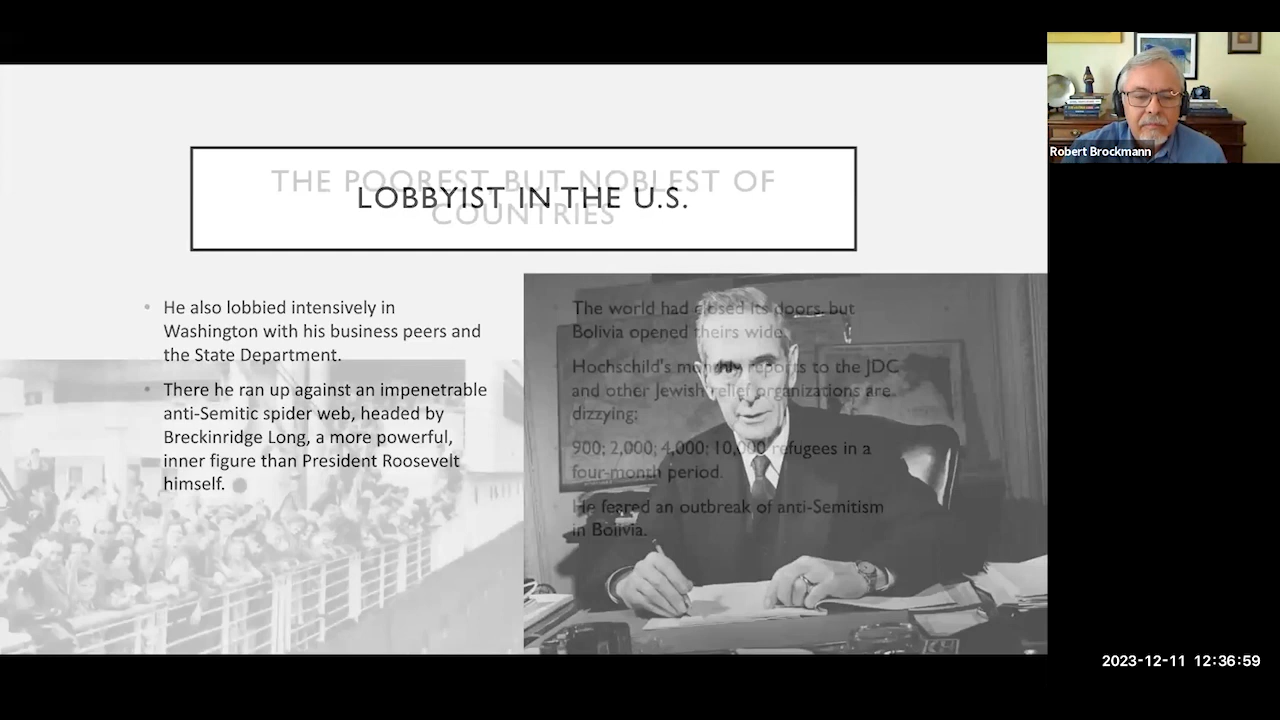 THE POOREST BUT NOBLEST OF
COUNTRIES
LOBBYIST IN THE U.S.
• He also lobbied intensively in
Washington with his business peers and
the State Department.
• There he ran up against an impenetrable
anti-Semitic spider web, headed by
Breckinridge Long, a more powerful,
inner figure than President Roosevelt
himself.
The world had closed its doors, but
Bolivia opened theirs wide.
Hochschild's monthly reports to the JDC
and other Jewish relief organizations are
dizzying:
900; 2,000; 4,000; 10,000 refugees in a
four-month period.
He feared an outbreak of anti-Semitism
in Bolivia.
Robert Brockmann
2023-12-11 12:36:59